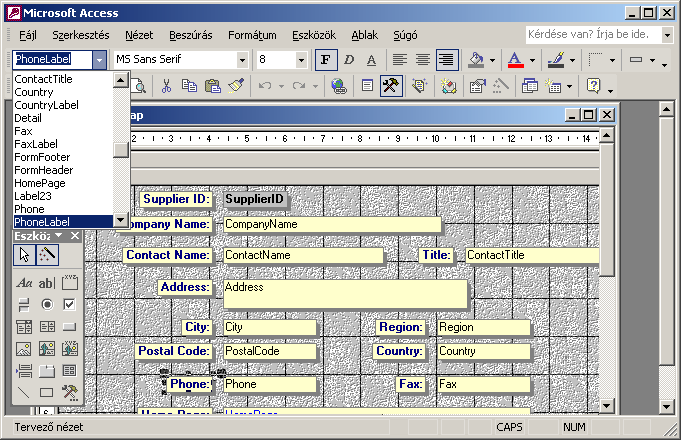 Microsoft Access
Fájl Szerkesztés Nézet Beszúrás Formátum Eszközök Ablak Súgó Kérdése van? Írja be ide.
PhoneLabel MS Sans Serif 8 F D A
ContactTitle
Country
CountryLabel
Detail
Fax
FaxLabel
FormFooter
FormHeader
HomePage
Label23
Phone
PhoneLabel
Eszköz
Aa ab| xyz
ap
3 4 5 6 7 8 9 10 11 12 13 14
Supplier ID: SupplierID
Company Name: CompanyName
Contact Name: ContactName Title: ContactTitle
Address: Address
City: City Region: Region
Postal Code: PostalCode Country: Country
Phone: Phone Fax: Fax
Home Page: HomePage
Tervező nézet CAPS NUM